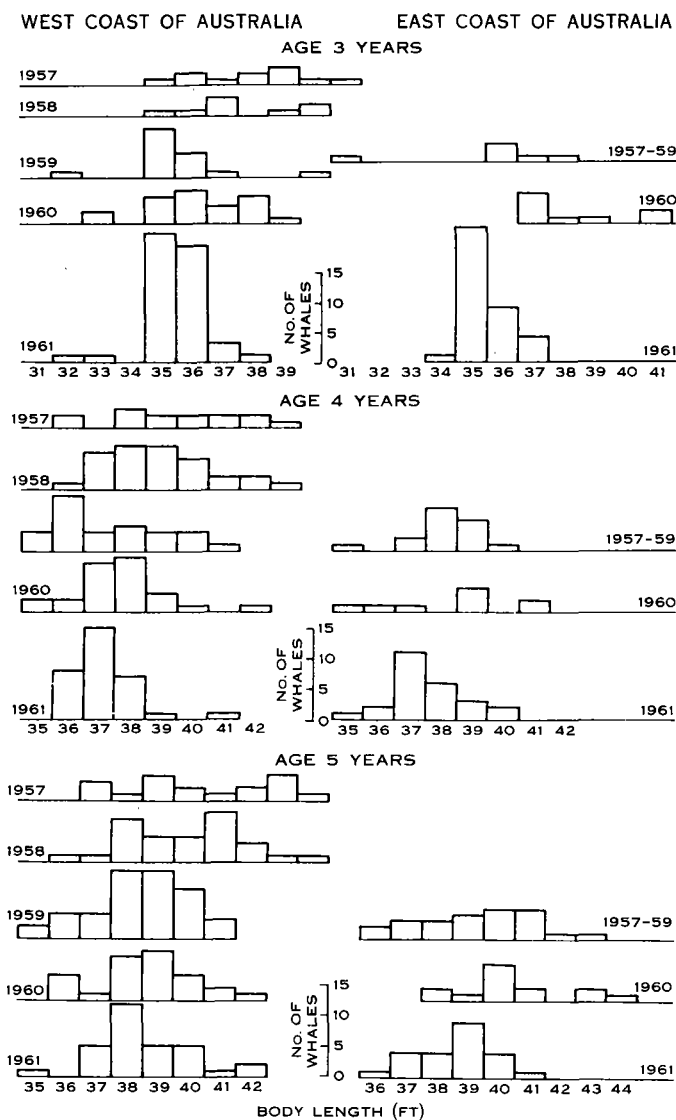 WEST COAST OF AUSTRALIA
EAST COAST OF AUSTRALIA
AGE 3 YEARS
1957
1958
1959
1957-59
1960
1960
15
10
5
0
No. OF WHALES
1961
1961
31 32 33 34 35 36 37 38 39
31 32 33 34 35 36 37 38 39 40 41
AGE 4 YEARS
1957
1958
1957-59
1960
1960
15
10
5
0
No. OF WHALES
1961
1961
35 36 37 38 39 40 41 42
35 36 37 38 39 40 41 42
AGE 5 YEARS
1957
1958
1959
1957-59
1960
1960
15
10
5
0
No. OF WHALES
1961
1961
35 36 37 38 39 40 41 42
36 37 38 39 40 41 42 43 44
BODY LENGTH (FT)